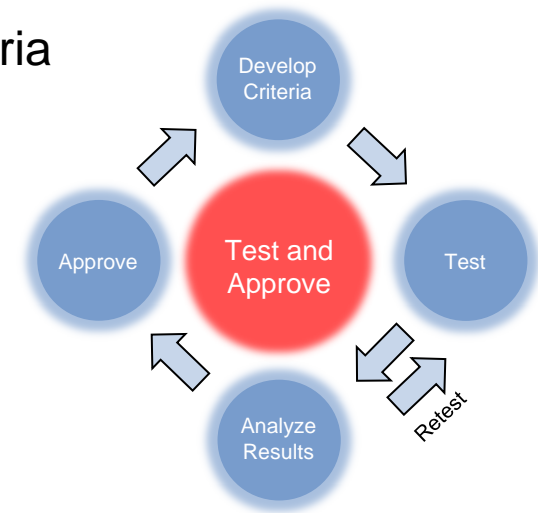 ria
Develop
Criteria
Approve
Test and
Approve
Test
Analyze
Results
Retest